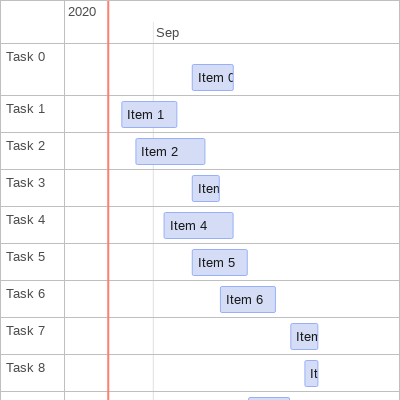 2020
Sep
Task 0
Item 0
Task 1
Item 1
Task 2
Item 2
Task 3
Item
Task 4
Item 4
Task 5
Item 5
Task 6
Item 6
Task 7
Item
Task 8
It